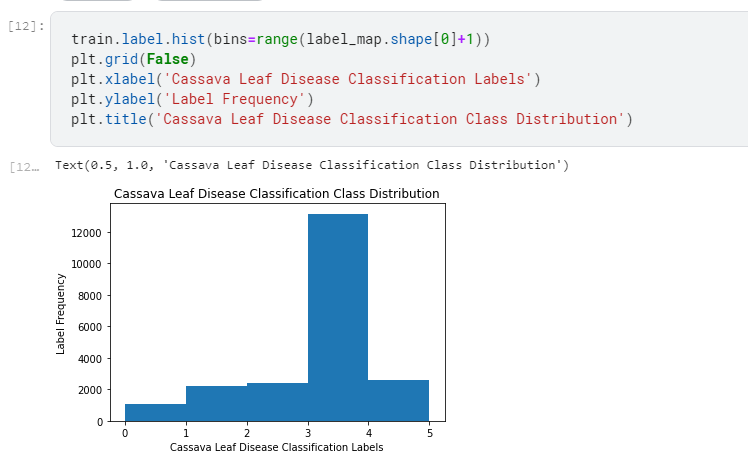 [12]:
train.label.hist(bins=range(label_map.shape[0]+1))
plt.grid(False)
plt.xlabel('Cassava Leaf Disease Classification Labels')
plt.ylabel('Label Frequency')
plt.title('Cassava Leaf Disease Classification Class Distribution')
[12…
Text(0.5, 1.0, 'Cassava Leaf Disease Classification Class Distribution')
Cassava Leaf Disease Classification Class Distribution
Label Frequency
12000
10000
8000
6000
4000
2000
0
0 1 2 3 4 5
Cassava Leaf Disease Classification Labels